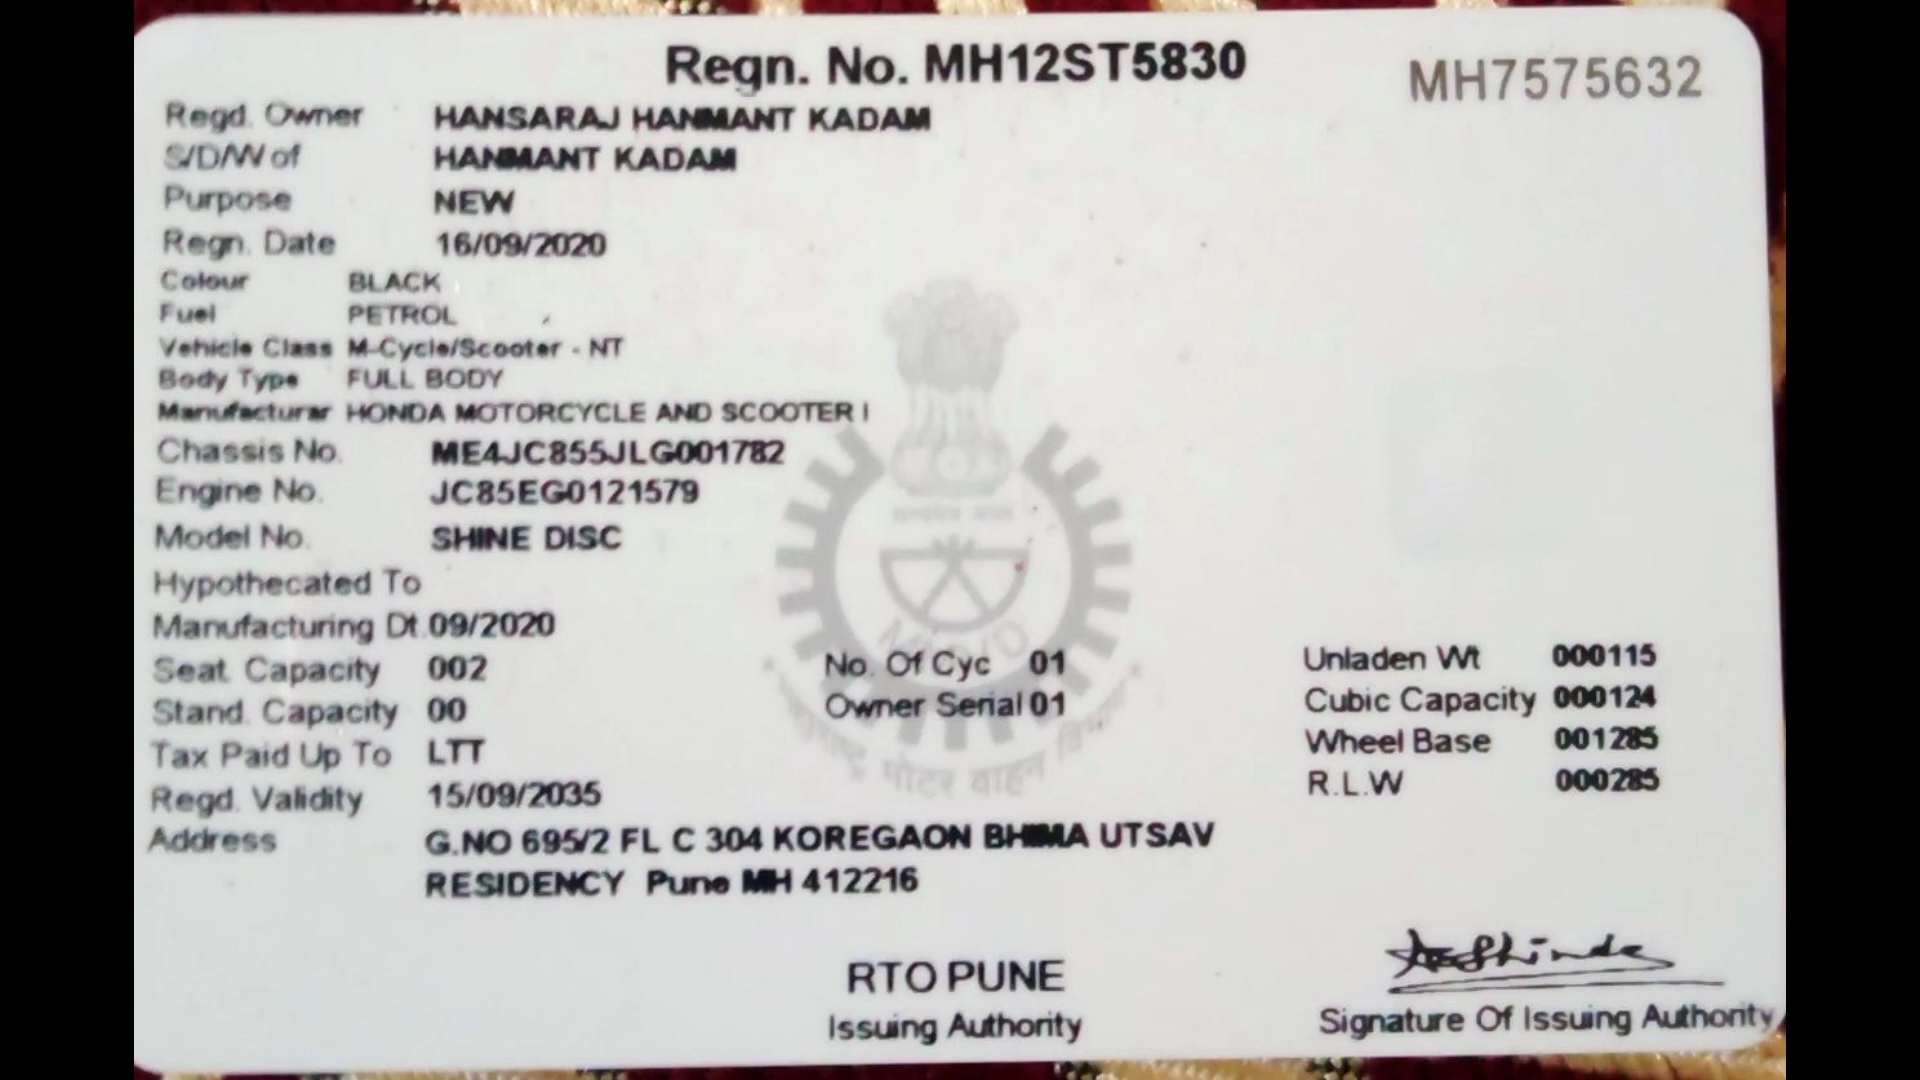 Regn. No. MH12ST5830
MH7575632
Regd. Owner HANSARAJ HANMANT KADAM
S/D/W of HANMANT KADAM
Purpose NEW
Regn. Date 16/09/2020
Colour BLACK
Fuel PETROL
Vehicle Class M-Cycle/Scooter - NT
Body Type FULL BODY
Manufacturar HONDA MOTORCYCLE AND SCOOTER I
Chassis No. ME4JC855JLG001782
Engine No. JC85EG0121579
Model No. SHINE DISC
Hypothecated To
Manufacturing Dt. 09/2020
Seat. Capacity 002 No. Of Cyc 01 Unladen Wt 000115
Stand. Capacity 00 Owner Serial 01 Cubic Capacity 000124
Tax Paid Up To LTT Wheel Base 001285
Regd. Validity 15/09/2035 R.L.W 000285
मोटर वाहन
Address G.NO 695/2 FL C 304 KOREGAON BHIMA UTSAV
RESIDENCY Pune MH 412216
RTO PUNE
Issuing Authority
Signature Of Issuing Authority